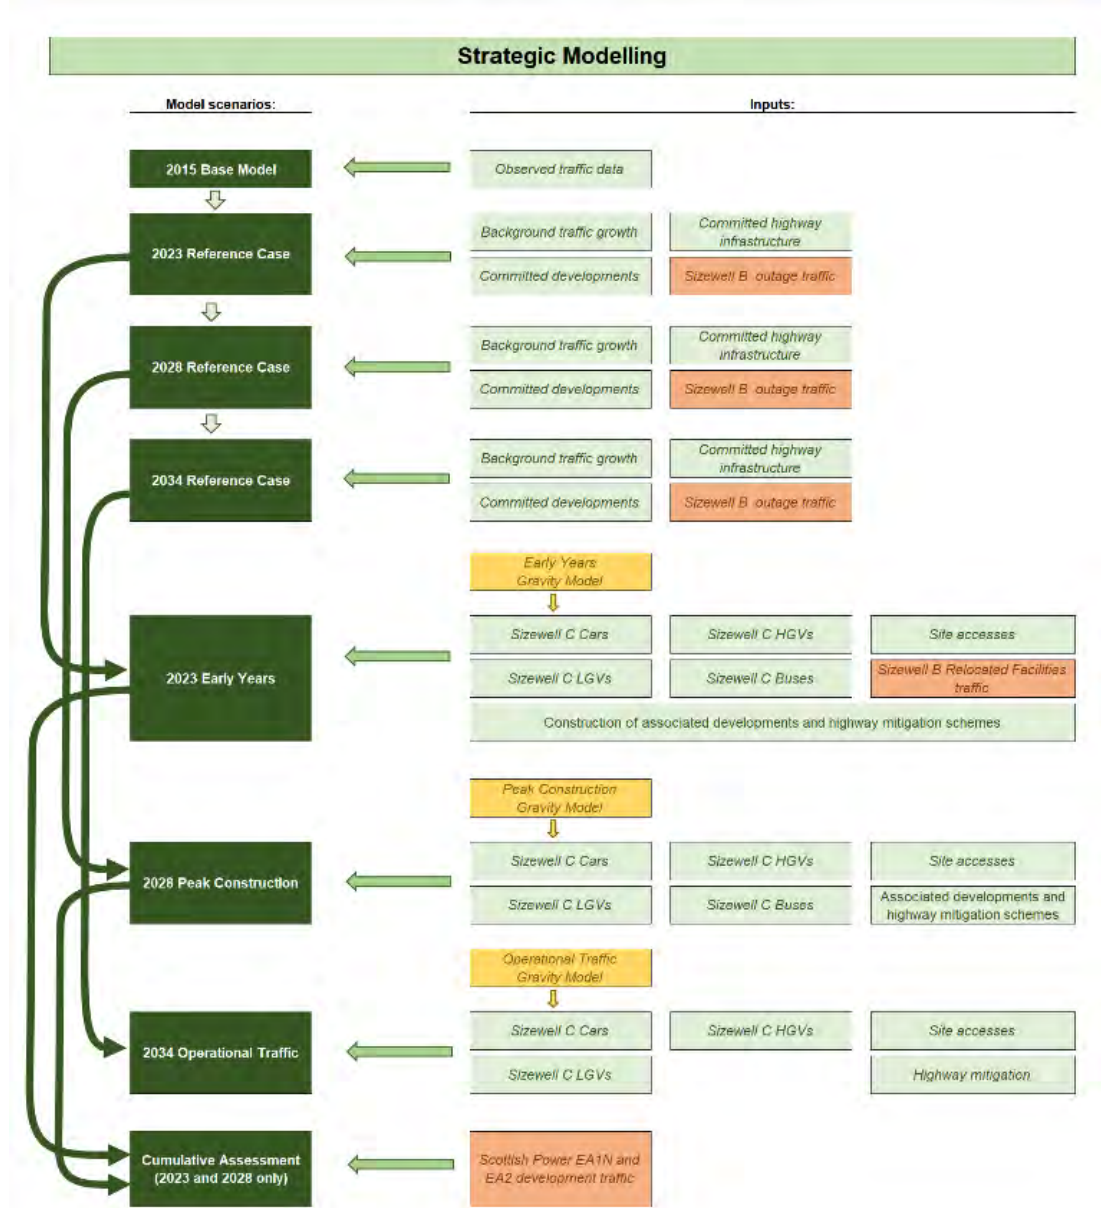 Strategic Modelling
Model scenarios:
Inputs:
2015 Base Model
Observed traffic data
2023 Reference Case
Background traffic growth
Committed highway
infrastructure
Committed developments
Sizewell B outage traffic
2028 Reference Case
Background traffic growth
Committed highway
infrastructure
Committed developments
Sizewell B outage traffic
2034 Reference Case
Background traffic growth
Committed highway
infrastructure
Committed developments
Sizewell B outage traffic
Early Years
Gravity Model
2023 Early Years
Sizewell C Cars
Sizewell C HGVs
Site accesses
Sizewell C LGVs
Sizewell C Buses
Sizewell B Relocated Facilities
traffic
Construction of associated developments and highway mitigation schemes
Peak Construction
Gravity Model
2028 Peak Construction
Sizewell C Cars
Sizewell C HGVs
Site accesses
Sizewell C LGVs
Sizewell C Buses
Associated developments and
highway mitigation schemes
Operational Traffic
Gravity Model
2034 Operational Traffic
Sizewell C Cars
Sizewell C HGVs
Site accesses
Sizewell C LGVs
Highway mitigation
Cumulative Assessment
(2023 and 2028 only)
Scottish Power EA1N and
EA2 development traffic